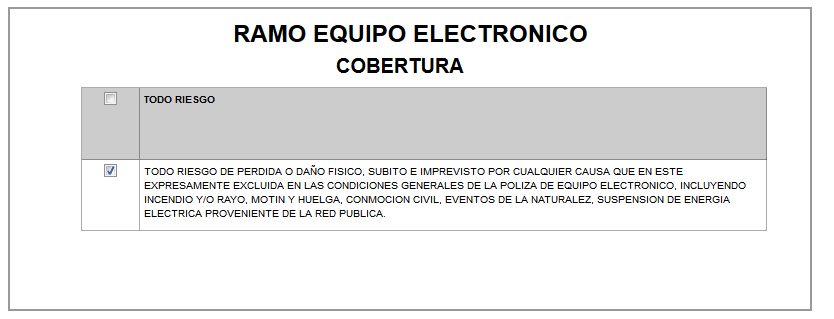 RAMO EQUIPO ELECTRONICO
COBERTURA
TODO RIESGO
TODO RIESGO DE PERDIDA O DAÑO FISICO, SUBITO E IMPREVISTO POR CUALQUIER CAUSA QUE EN ESTE
EXPRESAMENTE EXCLUIDA EN LAS CONDICIONES GENERALES DE LA POLIZA DE EQUIPO ELECTRONICO, INCLUYENDO
INCENDIO Y/O RAYO, MOTIN Y HUELGA, CONMOCION CIVIL, EVENTOS DE LA NATURALEZ, SUSPENSION DE ENERGIA
ELECTRICA PROVENIENTE DE LA RED PUBLICA.